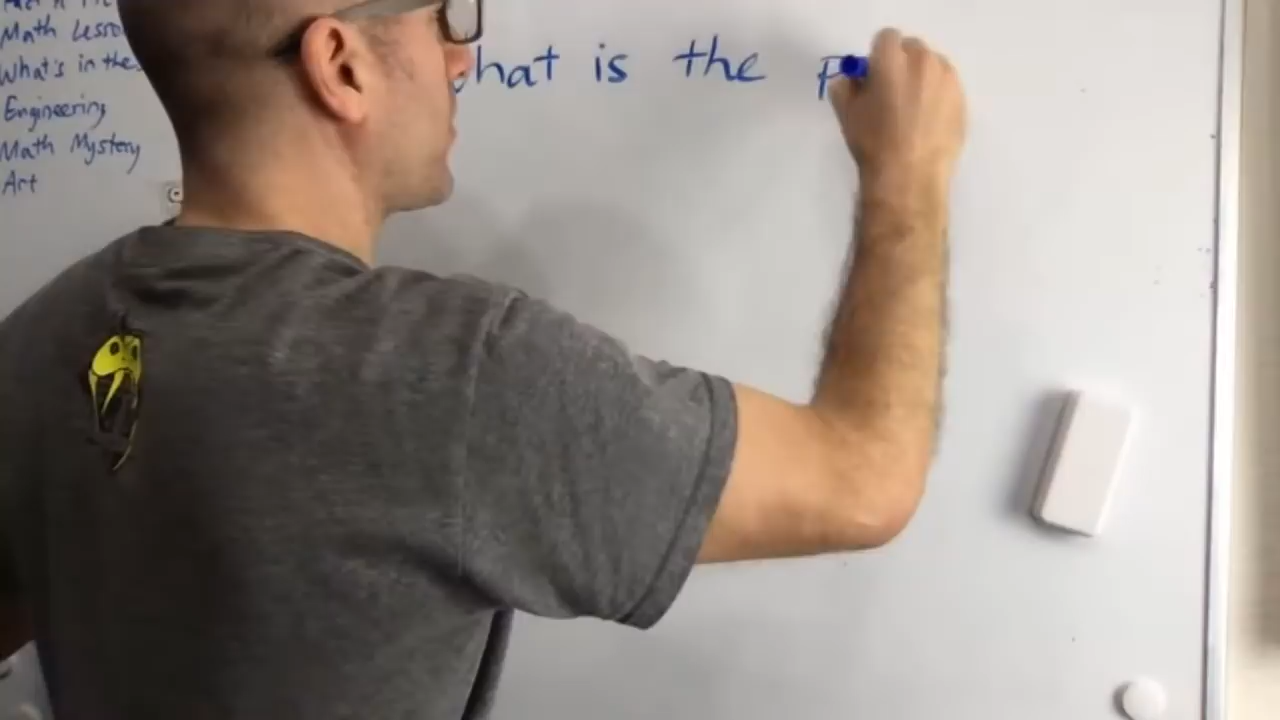 Math Lesso
What's in the
Engineering
Math Mystery
Art
hat is the p